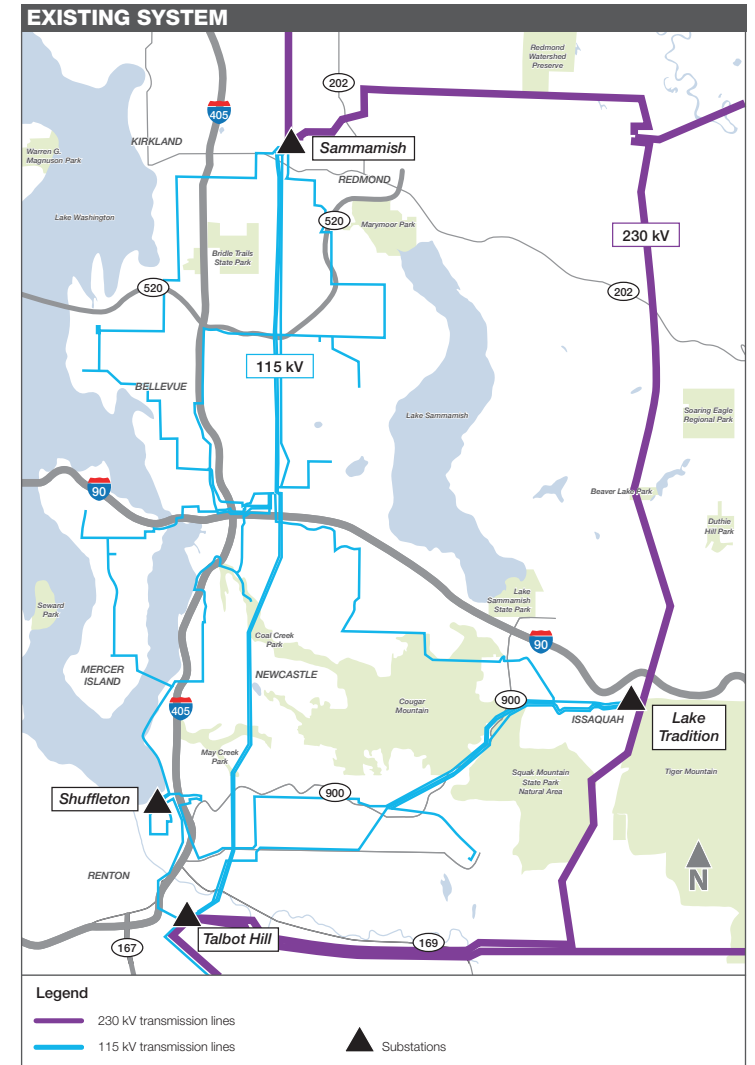 EXISTING SYSTEM
Redmond
Watershed
Preserve
202
405
KIRKLAND
Sammamish
Warren G.
Magnuson Park
REDMOND
Lake Washington
520
Marymoor Park
230 kV
Bridle Trails
State Park
520
202
115 kV
BELLEVUE
Lake Sammamish
Soaring Eagle
Regional Park
90
Beaver Lake Park
Duthie
Hill Park
Seward
Park
Lake
Sammamish
State Park
Coal Creek
Park
90
MERCER
ISLAND
NEWCASTLE
Cougar
Mountain
900
405
ISSAQUAH
Lake
Tradition
May Creek
Park
Squak Mountain
State Park
Natural Area
Tiger Mountain
Shuffleton
900
RENTON
N
Talbot Hill
169
167
Legend
230 kV transmission lines
115 kV transmission lines
Substations